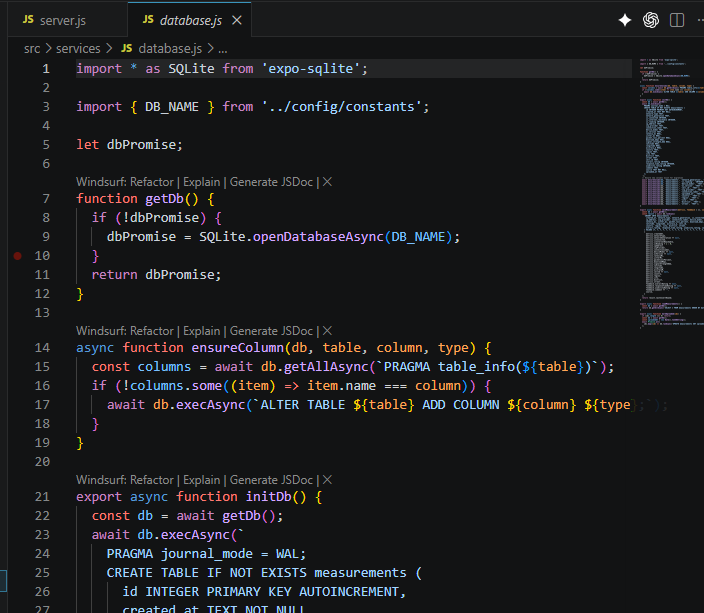 JS server.js JS database.js
src > services > JS database.js > ...
1 import * as SQLite from 'expo-sqlite';
2
3 import { DB_NAME } from '../config/constants';
4
5 let dbPromise;
6
Windsurf: Refactor | Explain | Generate JSDoc | X
7 function getDb() {
8 if (!dbPromise) {
9 dbPromise = SQLite.openDatabaseAsync(DB_NAME);
10 }
11 return dbPromise;
12 }
13
Windsurf: Refactor | Explain | Generate JSDoc | X
14 async function ensureColumn(db, table, column, type) {
15 const columns = await db.getAllAsync(`PRAGMA table_info(${table})`);
16 if (!columns.some((item) => item.name === column)) {
17 await db.execAsync(`ALTER TABLE ${table} ADD COLUMN ${column} ${type};`);
18 }
19 }
20
Windsurf: Refactor | Explain | Generate JSDoc | X
21 export async function initDb() {
22 const db = await getDb();
23 await db.execAsync(`
24 PRAGMA journal_mode = WAL;
25 CREATE TABLE IF NOT EXISTS measurements (
26 id INTEGER PRIMARY KEY AUTOINCREMENT,
27 created_at TEXT NOT NULL